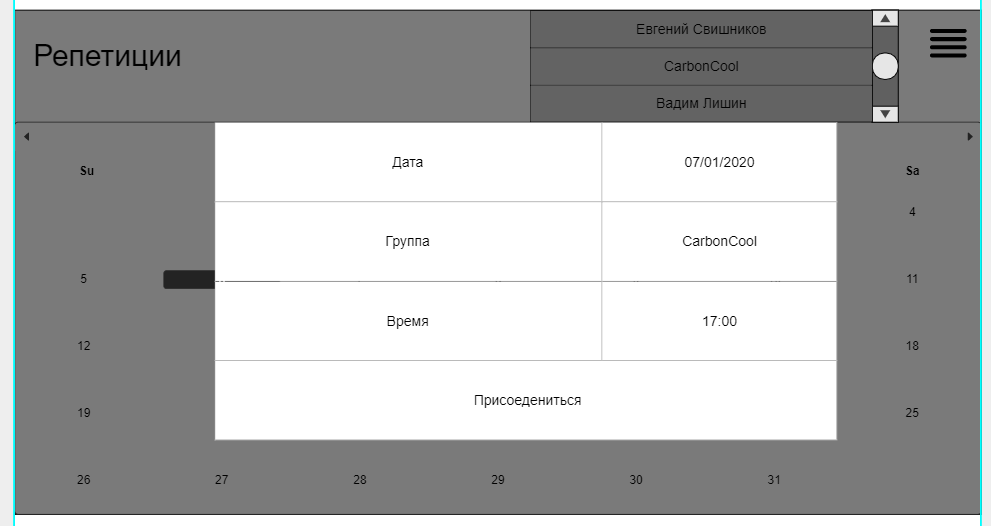 Репетиции
Евгений Свишников
CarbonCool
Вадим Лишин
Su
Sa
Дата
07/01/2020
4
Группа
CarbonCool
5
11
Время
17:00
12
18
Присоедениться
19
25
26 27 28 29 30 31